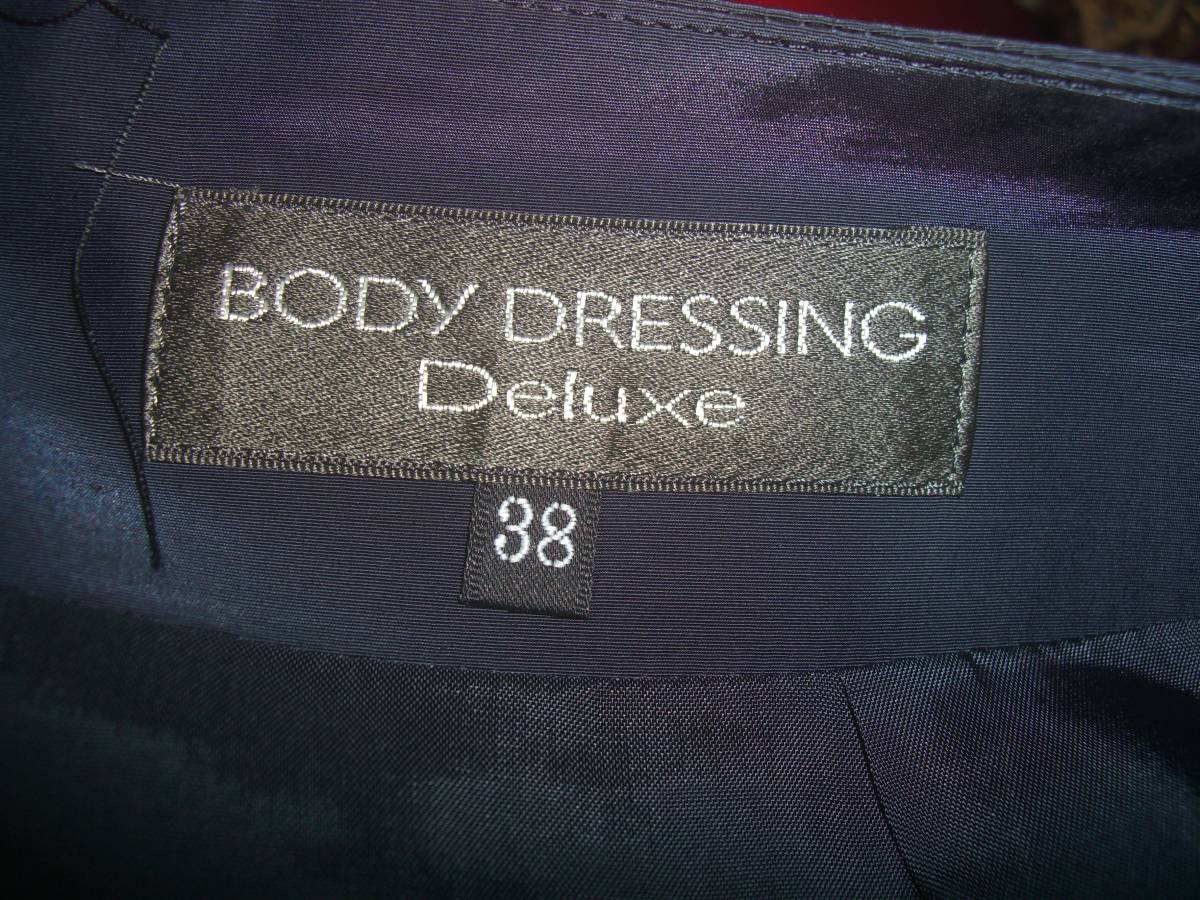 BODY DRESSING
Deluxe
38